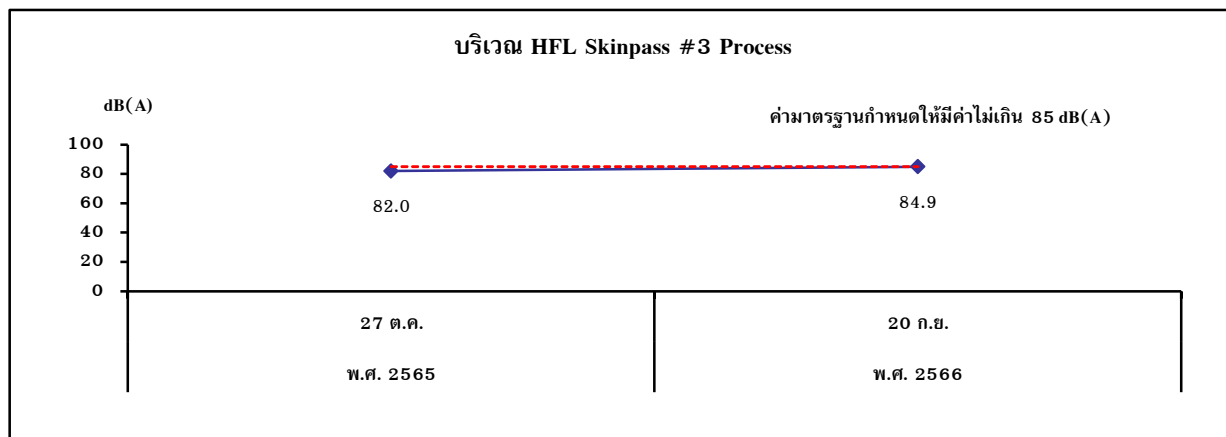 บริเวณ HFL Skinpass #3 Process
dB(A)
ค่ามาตรฐานกำหนดให้มีค่าไม่เกิน 85 dB(A)
100
80
60
40
20
0
82.0
84.9
27 ต.ค.
20 ก.ย.
พ.ศ. 2565
พ.ศ. 2566